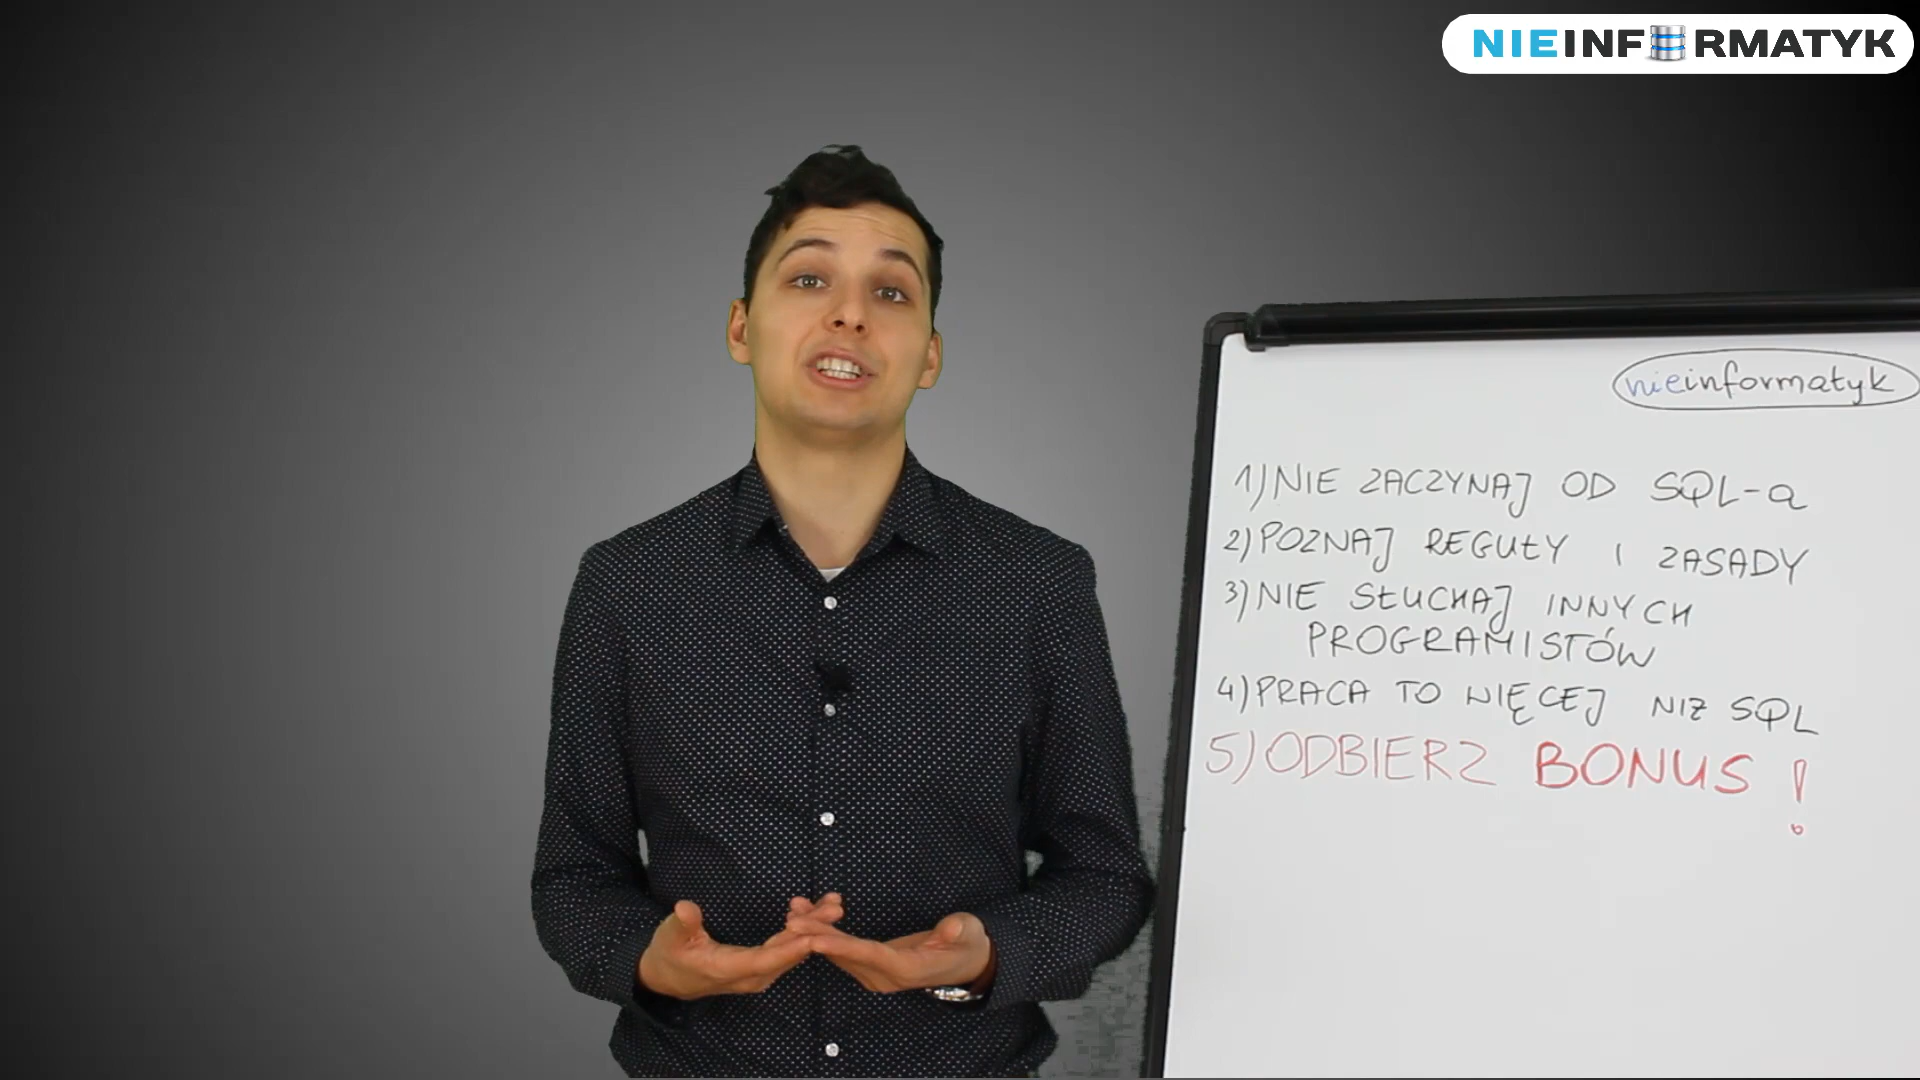 NIEINFORMATYK
nieinformatyk
1) NIE ZACZYNAJ OD SQL-a
2) POZNAJ REGUŁY I ZASADY
3) NIE SŁUCHAJ INNYCH
PROGRAMISTÓW
4) PRACA TO WIĘCEJ NIŻ SQL
5) ODBIERZ BONUS!